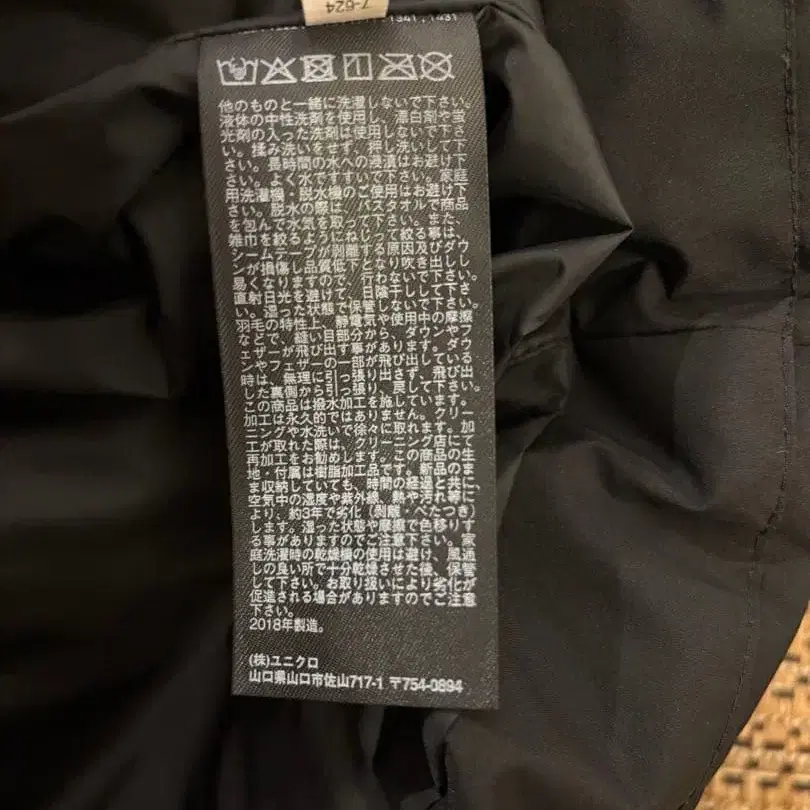 7-624
1341, 1431
他のものと一緒に洗濯しないで下さい。
液体の中性洗剤を使用し、漂白剤や蛍
光剤の入った洗剤は使用しないで下さ
い。揉み洗いをせず、押し洗いして下
さい。長時間の水への浸漬はお避け下
さい。よく水ですすいで下さい。家庭
用洗濯機・脱水機のご使用はお避け下
さい。脱水の際は、バスタオルで商品
を包んで水気を取って下さい。また、
雑巾を絞るようにねじって絞る事は、
シームテープが剥離する原因及びダウ
ンが損傷し品質低下となり吹き出しし
易くなりますので、行わないで下さい。
直射日光を避けて、日陰干しして下さ
い。湿った状態で保管しないで下さい。
羽毛の特性上、静電気や使用中の摩擦
などで、縫い目部分から、ダウンやフ
ェザーが飛び出す事があります。ダウ
ンやフェザーの一部が飛び出している
時は、無理に引っ張り出さず、飛び出
した裏側から引っ張り、戻して下さい。
この商品は撥水加工を施しています。
加工は永久的ではありません。クリー
ニングや水洗いで徐々に取れます。加
工が取れた際は、クリーニング店にて
再加工をお勧めします。この商品の生
地・付属は樹脂加工品です。新品のま
ま収納していても、時間の経過と共に、
空気中の湿度や紫外線、熱や汚れ等に
より、約3年で劣化（剥離・べたつき）
します。湿った状態や摩擦で色移りす
る事がありますのでご注意下さい。家
庭洗濯時の乾燥機の使用は避け、風通
しの良い所で十分乾燥させた後、保管
して下さい。お取り扱いにより劣化が
促進される場合がありますのでご注意
下さい。
2018年製造。
(株)ユニクロ
山口県山口市佐山717-1 〒754-0894